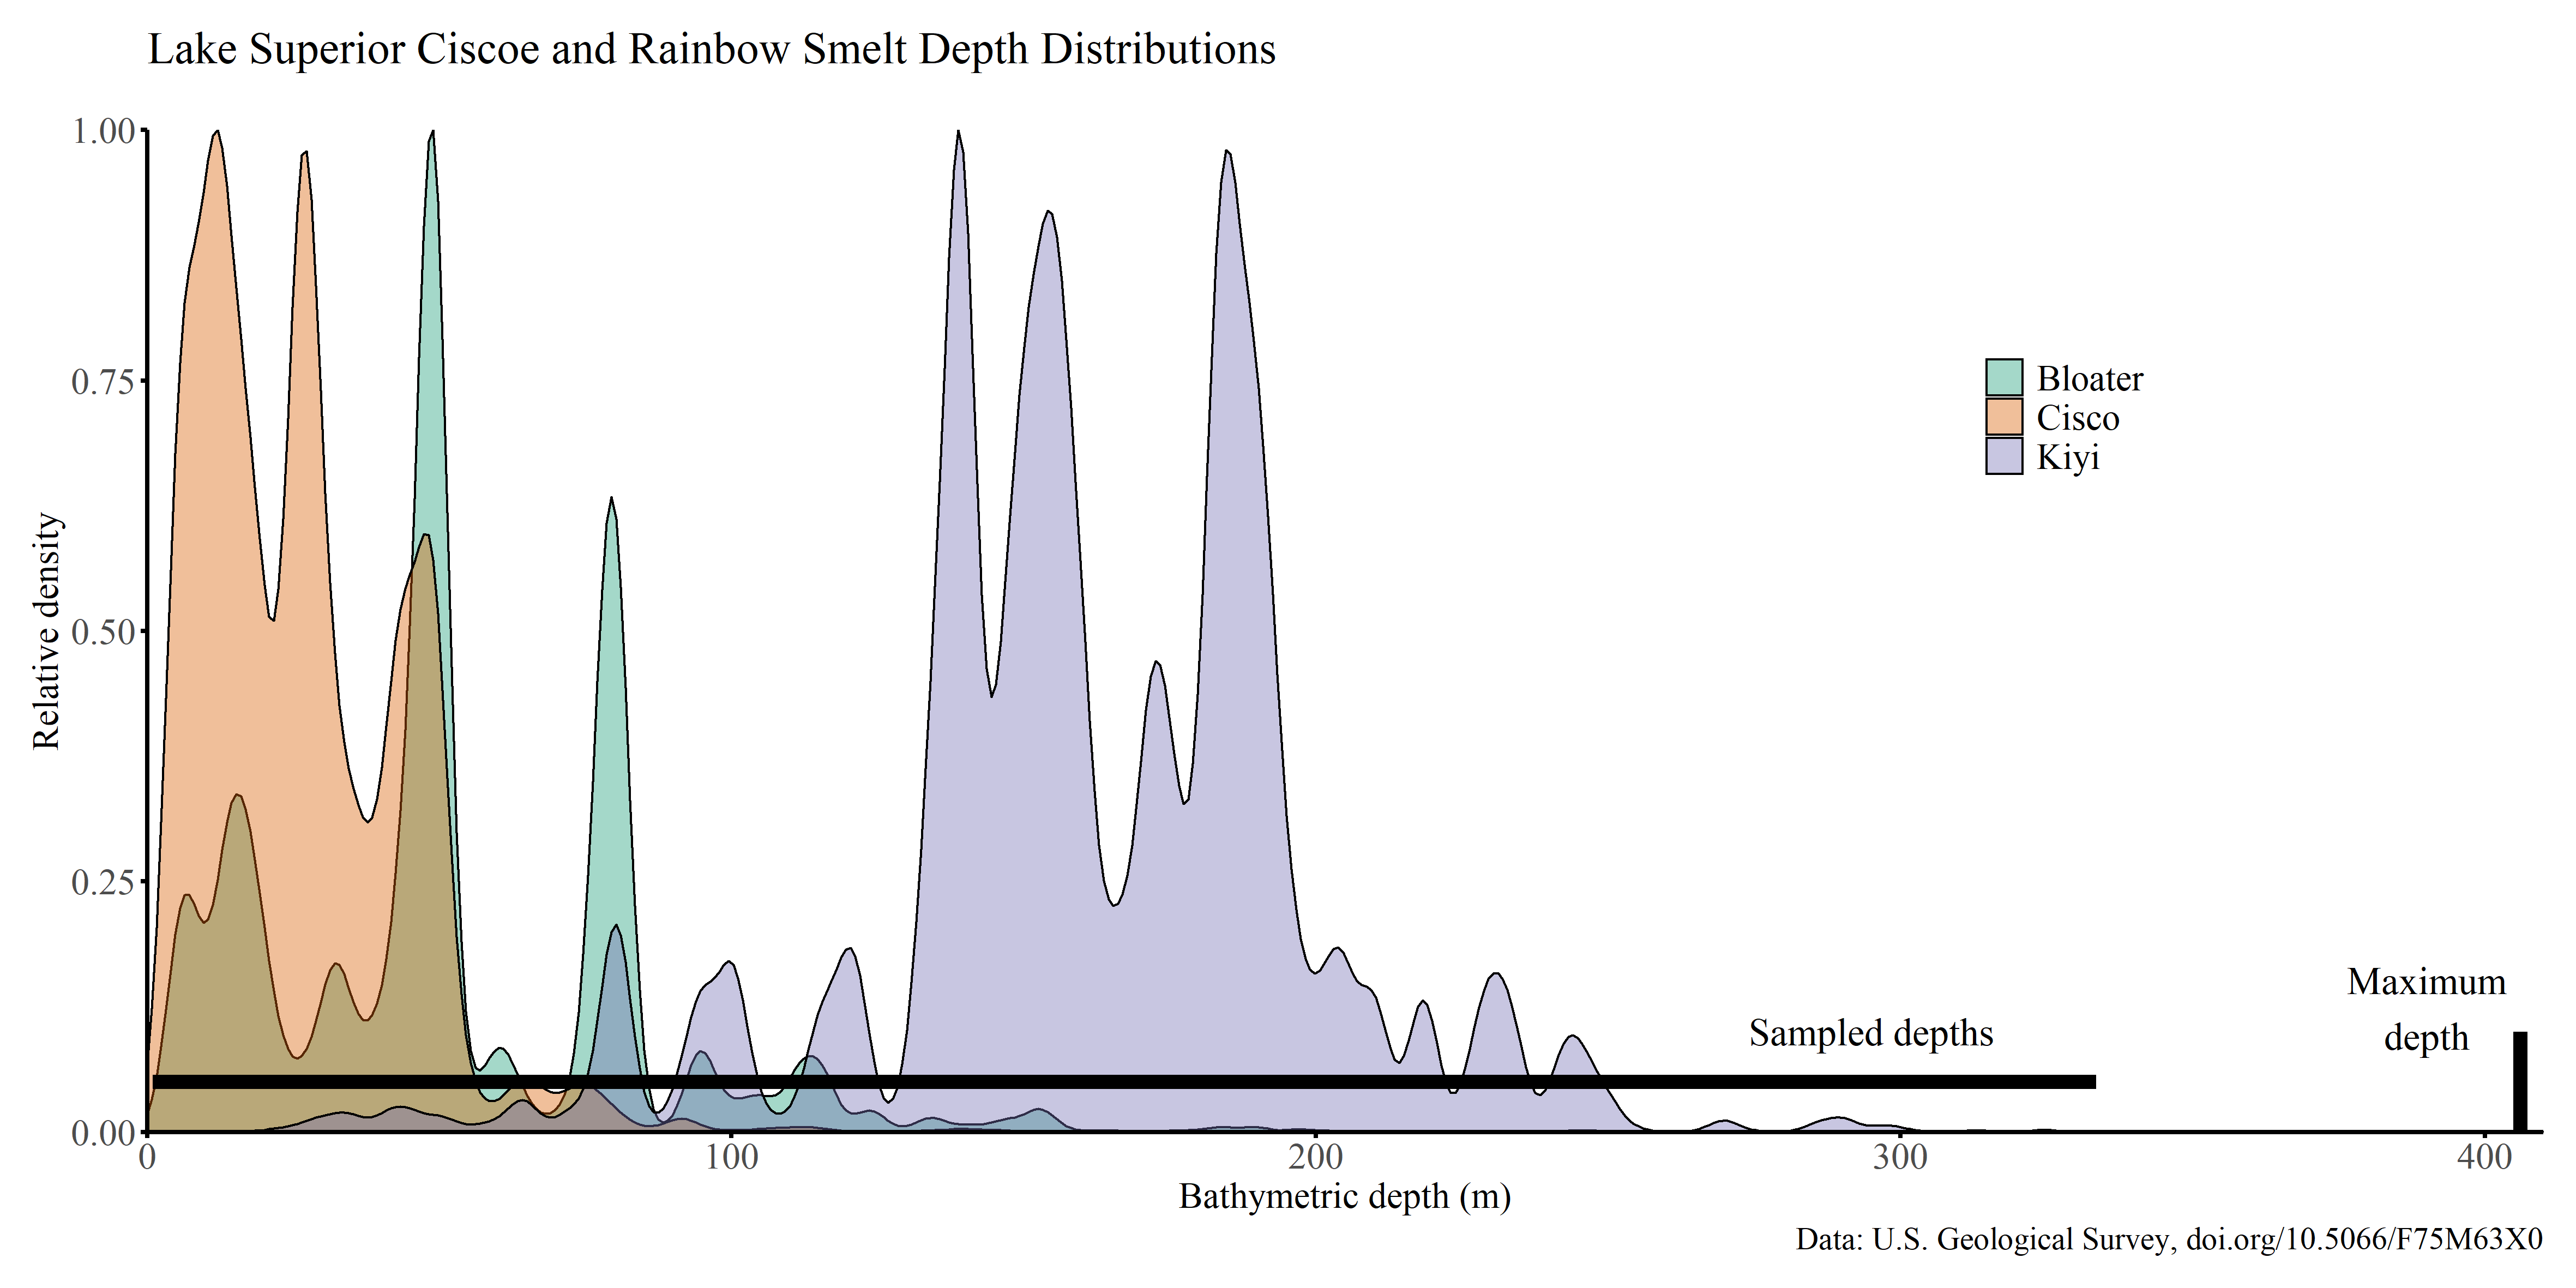 Lake Superior Ciscoe and Rainbow Smelt Depth Distributions
1.00
0.75
0.50
0.25
0.00
Relative density
Bloater
Cisco
Kiyi
Sampled depths
Maximum
depth
0
100
200
300
400
Bathymetric depth (m)
Data: U.S. Geological Survey, doi.org/10.5066/F75M63X0